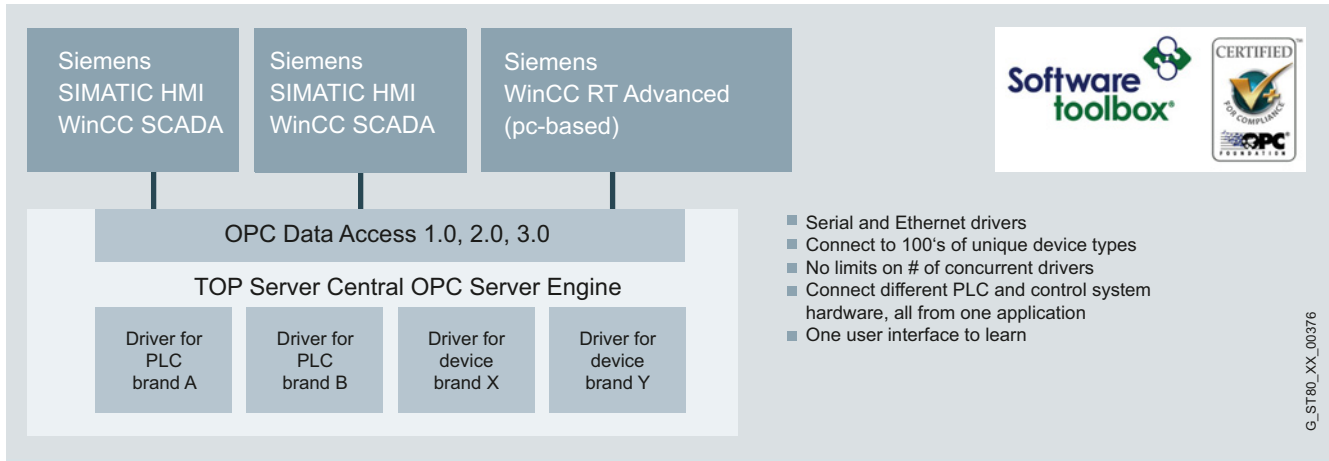 Siemens
SIMATIC HMI
WinCC SCADA
Siemens
SIMATIC HMI
WinCC SCADA
Siemens
WinCC RT Advanced
(pc-based)
Software
toolbox®
CERTIFIED™
V+
FOR COMPLIANCE
OPC®
FOUNDATION
OPC Data Access 1.0, 2.0, 3.0
TOP Server Central OPC Server Engine
Driver for
PLC
brand A
Driver for
PLC
brand B
Driver for
device
brand X
Driver for
device
brand Y
Serial and Ethernet drivers
Connect to 100‘s of unique device types
No limits on # of concurrent drivers
Connect different PLC and control system
hardware, all from one application
One user interface to learn
G_ST80_XX_00376